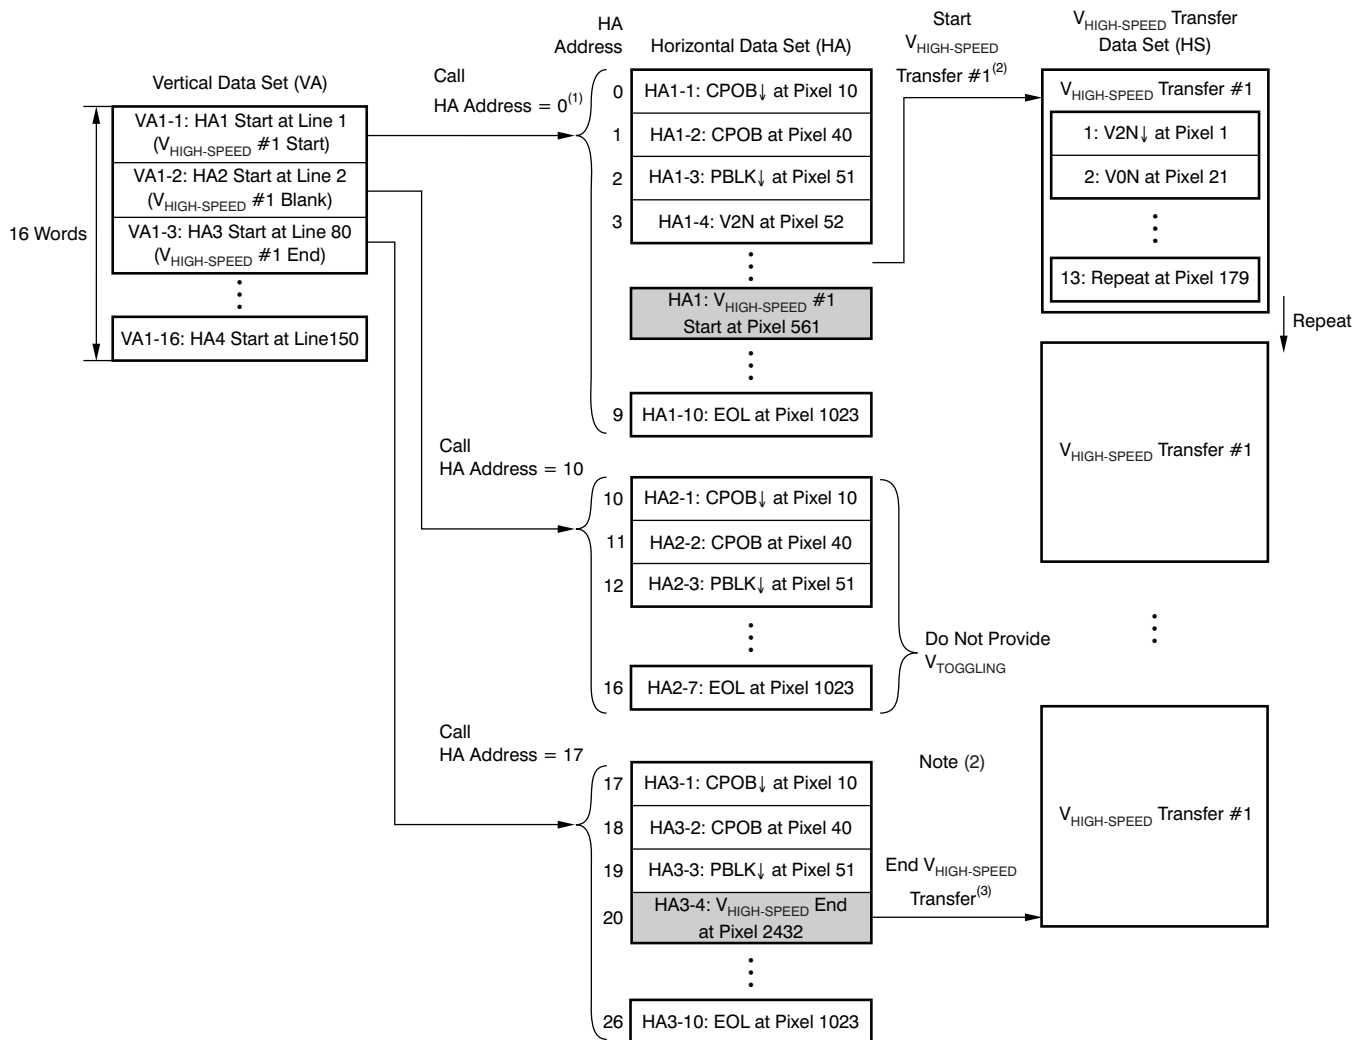 Vertical Data Set (VA)
16 Words
VA1-1: HA1 Start at Line 1
(VHIGH-SPEED #1 Start)
VA1-2: HA2 Start at Line 2
(VHIGH-SPEED #1 Blank)
VA1-3: HA3 Start at Line 80
(VHIGH-SPEED #1 End)
VA1-16: HA4 Start at Line150
Call
HA Address = 0(1)
HA
Address
Horizontal Data Set (HA)
0
HA1-1: CPOB↓ at Pixel 10
1
HA1-2: CPOB at Pixel 40
2
HA1-3: PBLK↓ at Pixel 51
3
HA1-4: V2N at Pixel 52
HA1: VHIGH-SPEED #1
Start at Pixel 561
9
HA1-10: EOL at Pixel 1023
Start
VHIGH-SPEED
Transfer #1(2)
VHIGH-SPEED Transfer
Data Set (HS)
VHIGH-SPEED Transfer #1
1: V2N↓ at Pixel 1
2: V0N at Pixel 21
13: Repeat at Pixel 179
Repeat
VHIGH-SPEED Transfer #1
Call
HA Address = 10
10
HA2-1: CPOB↓ at Pixel 10
11
HA2-2: CPOB at Pixel 40
12
HA2-3: PBLK↓ at Pixel 51
16
HA2-7: EOL at Pixel 1023
Do Not Provide
VTOGGLING
Call
HA Address = 17
17
HA3-1: CPOB↓ at Pixel 10
18
HA3-2: CPOB at Pixel 40
19
HA3-3: PBLK↓ at Pixel 51
20
HA3-4: VHIGH-SPEED End
at Pixel 2432
26
HA3-10: EOL at Pixel 1023
Note (2)
End VHIGH-SPEED
Transfer(3)
VHIGH-SPEED Transfer #1